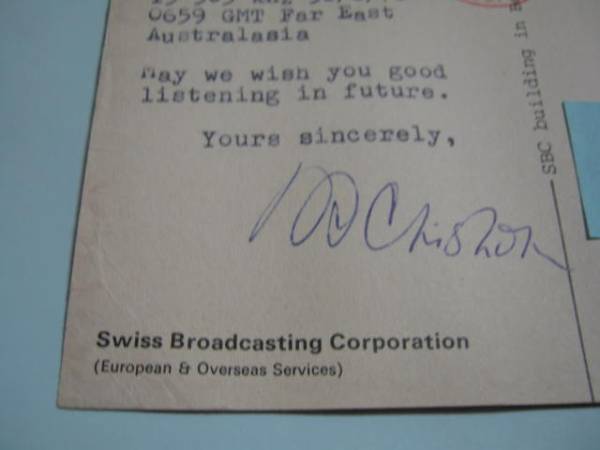 0659 GMT Far East
Australasia
May we wish you good
listening in future.
Yours sincerely,
Swiss Broadcasting Corporation
(European & Overseas Services)
SBC building in